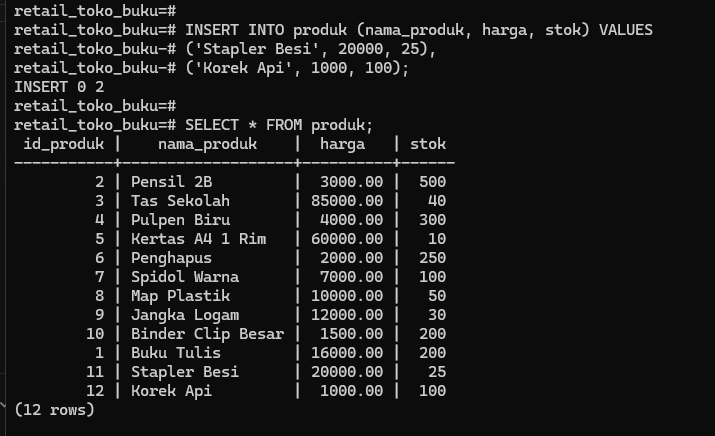 retail_toko_buku=#
retail_toko_buku=# INSERT INTO produk (nama_produk, harga, stok) VALUES
retail_toko_buku-# ('Stapler Besi', 20000, 25),
retail_toko_buku-# ('Korek Api', 1000, 100);
INSERT 0 2
retail_toko_buku=#
retail_toko_buku=# SELECT * FROM produk;
 id_produk |    nama_produk    |  harga   | stok
-----------+-------------------+----------+------
         2 | Pensil 2B         |  3000.00 |  500
         3 | Tas Sekolah       | 85000.00 |   40
         4 | Pulpen Biru       |  4000.00 |  300
         5 | Kertas A4 1 Rim   | 60000.00 |   10
         6 | Penghapus         |  2000.00 |  250
         7 | Spidol Warna      |  7000.00 |  100
         8 | Map Plastik       | 10000.00 |   50
         9 | Jangka Logam      | 12000.00 |   30
        10 | Binder Clip Besar |  1500.00 |  200
         1 | Buku Tulis        | 16000.00 |  200
        11 | Stapler Besi      | 20000.00 |   25
        12 | Korek Api         |  1000.00 |  100
(12 rows)